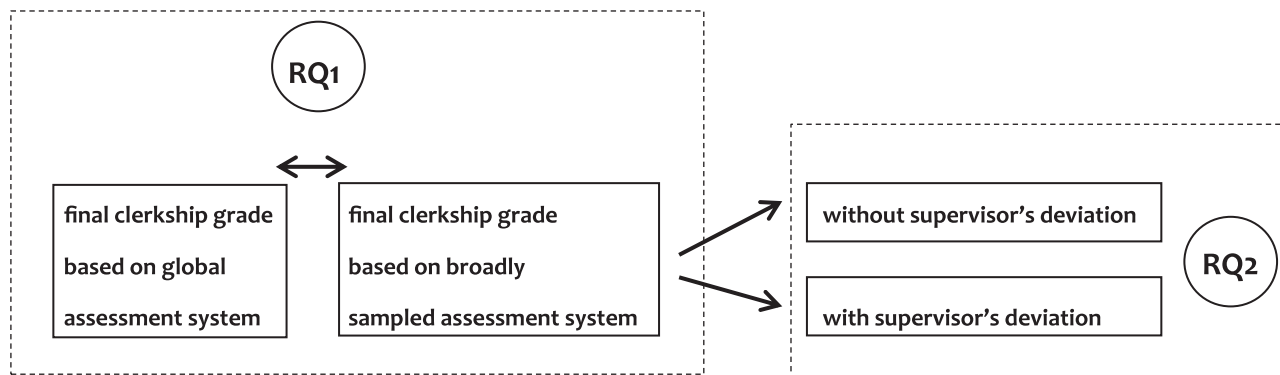 RQ1
final clerkship grade
based on global
assessment system
final clerkship grade
based on broadly
sampled assessment system
without supervisor’s deviation
with supervisor’s deviation
RQ2